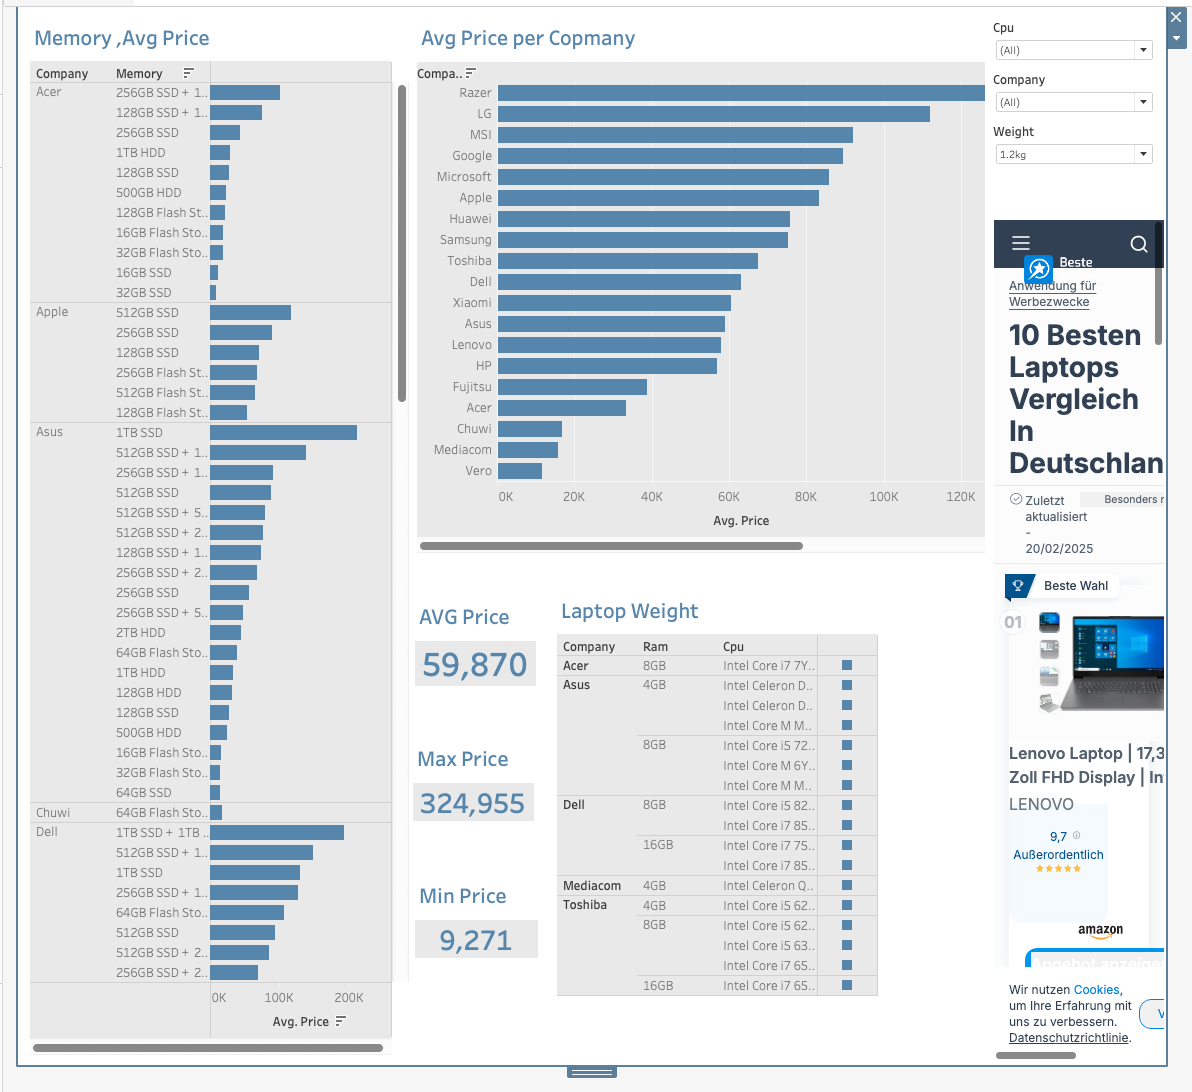 Memory ,Avg Price
Company Memory
Acer 256GB SSD + 1..
128GB SSD + 1..
256GB SSD
1TB HDD
128GB SSD
500GB HDD
128GB Flash St..
16GB Flash Sto..
32GB Flash Sto..
16GB SSD
32GB SSD
Apple 512GB SSD
256GB SSD
128GB SSD
256GB Flash St..
512GB Flash St..
128GB Flash St..
Asus 1TB SSD
512GB SSD + 1..
256GB SSD + 1..
512GB SSD
512GB SSD + 5..
512GB SSD + 2..
128GB SSD + 1..
256GB SSD + 2..
256GB SSD
256GB SSD + 5..
2TB HDD
64GB Flash Sto..
1TB HDD
128GB HDD
128GB SSD
500GB HDD
16GB Flash Sto..
32GB Flash Sto..
64GB SSD
Chuwi 64GB Flash Sto..
Dell 1TB SSD + 1TB ..
512GB SSD + 1..
1TB SSD
256GB SSD + 1..
64GB Flash Sto..
512GB SSD
512GB SSD + 2..
256GB SSD + 2..
0K 100K 200K
Avg. Price
Avg Price per Copmany
Compa..
Razer
LG
MSI
Google
Microsoft
Apple
Huawei
Samsung
Toshiba
Dell
Xiaomi
Asus
Lenovo
HP
Fujitsu
Acer
Chuwi
Mediacom
Vero
0K 20K 40K 60K 80K 100K 120K
Avg. Price
AVG Price
59,870
Max Price
324,955
Min Price
9,271
Laptop Weight
Company Ram Cpu
Acer 8GB Intel Core i7 7Y..
Asus 4GB Intel Celeron D..
Intel Celeron D..
Intel Core M M..
8GB Intel Core i5 72..
Intel Core M 6Y..
Intel Core M M..
Dell 8GB Intel Core i5 82..
Intel Core i7 85..
16GB Intel Core i7 75..
Intel Core i7 85..
Mediacom 4GB Intel Celeron Q..
Toshiba 4GB Intel Core i5 62..
8GB Intel Core i5 62..
Intel Core i5 63..
Intel Core i7 65..
16GB Intel Core i7 65..
Cpu
(All)
Company
(All)
Weight
1.2kg
Beste
Anwendung für
Werbezwecke
10 Besten
Laptops
Vergleich
In
Deutschlan
Zuletzt
aktualisiert
-
20/02/2025
Besonders r
Beste Wahl
01
Lenovo Laptop | 17,3
Zoll FHD Display | In
LENOVO
9,7
Außerordentlich
amazon
Angebot anzeigen
Wir nutzen Cookies,
um Ihre Erfahrung mit
uns zu verbessern.
Datenschutzrichtlinie.
V